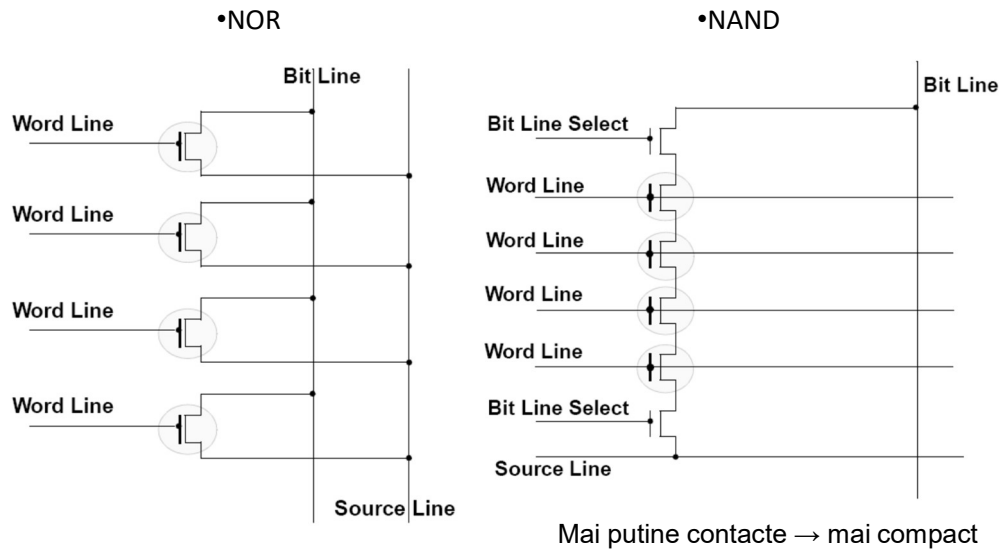 •NOR
Bit Line
Word Line
Word Line
Word Line
Word Line
Source Line
•NAND
Bit Line
Bit Line Select
Word Line
Word Line
Word Line
Word Line
Bit Line Select
Source Line
Mai putine contacte → mai compact